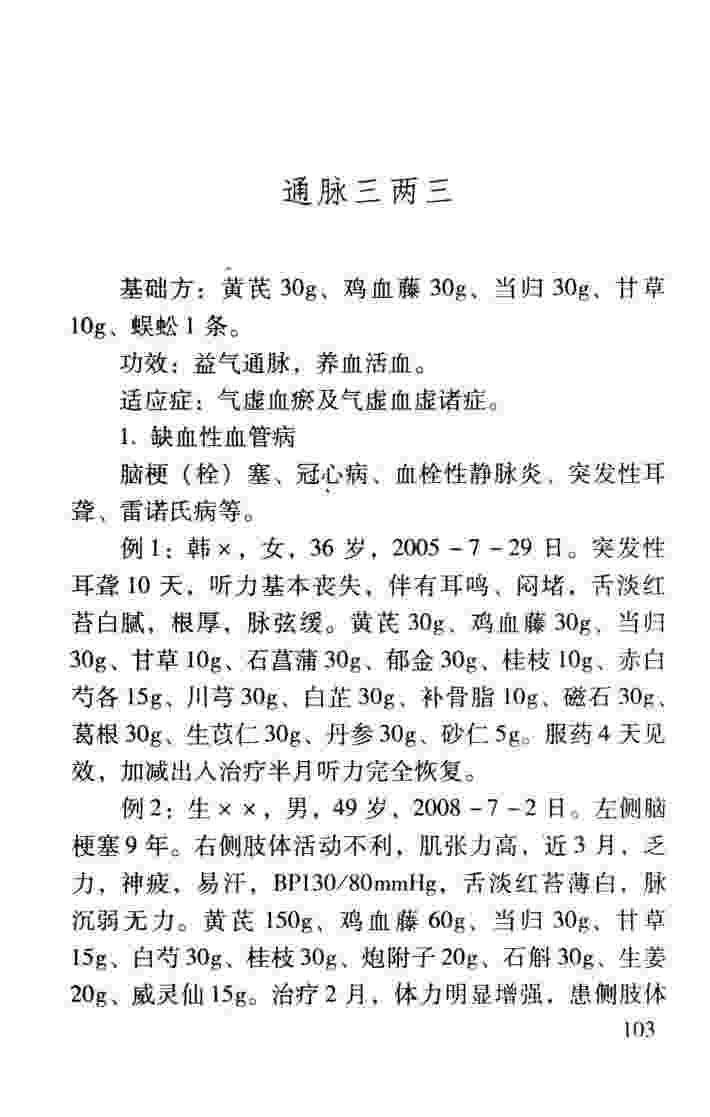 通脉三两三
基础方：黄芪 30g、鸡血藤 30g、当归 30g、甘草
10g、蜈蚣 1 条。
功效：益气通脉，养血活血。
适应症：气虚血瘀及气虚血虚诸症。
1. 缺血性血管病
脑梗（栓）塞、冠心病、血栓性静脉炎、突发性耳
聋、雷诺氏病等。
例 1：韩 ×，女，36 岁，2005 － 7 － 29 日。突发性
耳聋 10 天，听力基本丧失，伴有耳鸣、闷堵，舌淡红
苔白腻，根厚，脉弦缓。黄芪 30g、鸡血藤 30g、当归
30g、甘草 10g、石菖蒲 30g、郁金 30g、桂枝 10g、赤白
芍各 15g、川芎 30g、白芷 30g、补骨脂 10g、磁石 30g、
葛根 30g、生苡仁 30g、丹参 30g、砂仁 5g。服药 4 天见
效，加减出入治疗半月听力完全恢复。
例 2：生 × ×，男，49 岁，2008 －7 －2 日。左侧脑
梗塞 9 年。右侧肢体活动不利，肌张力高，近 3 月，乏
力，神疲，易汗，BP130/80mmHg，舌淡红苔薄白，脉
沉弱无力。黄芪 150g、鸡血藤 60g、当归 30g、甘草
15g、白芍 30g、桂枝 30g、炮附子 20g、石斛 30g、生姜
20g、威灵仙 15g。治疗 2 月，体力明显增强，患侧肢体
103